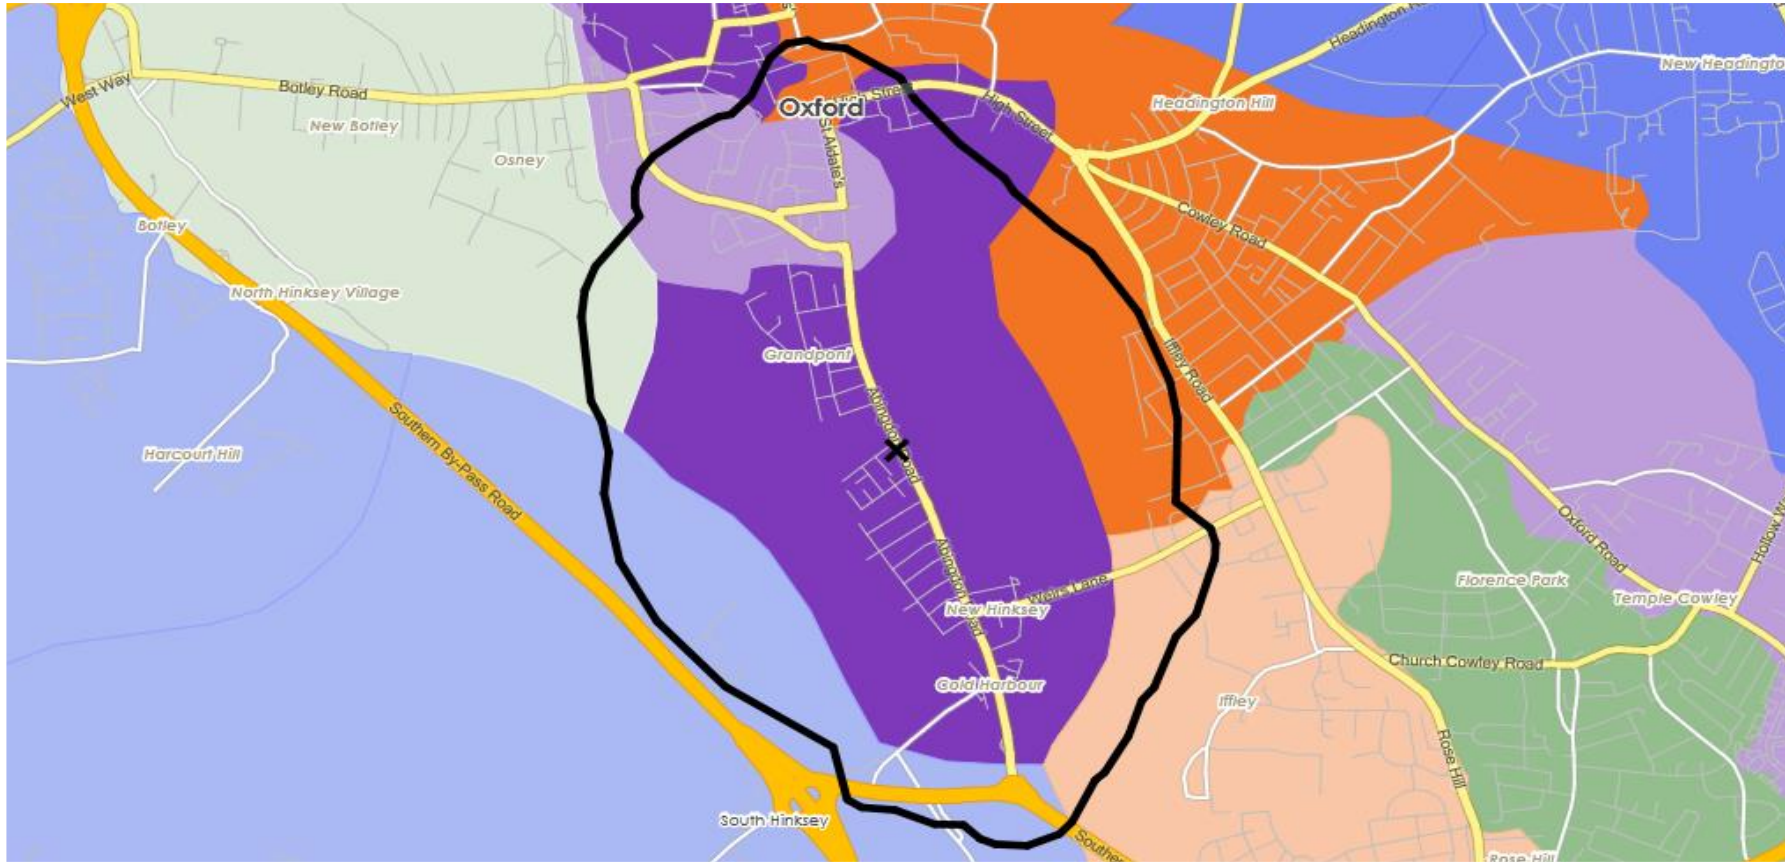 Headington R
West Way
Botley Road
New Botley
Osney
Oxford
High Street
High Street
Headington Hill
New Headingto
St Aldate's
Botley
North Hinksey Village
Cowley Road
Grandpont
Iffley Road
Harcourt Hill
Southern By-Pass Road
Abingdon Road
Abingdon Road
Weirs Lane
New Hinksey
Cold Harbour
Oxford Road
Hollow W
Florence Park
Temple Cowley
Church Cowley Road
Iffley
Rose Hill
South Hinksey
Souther
Rose Hill